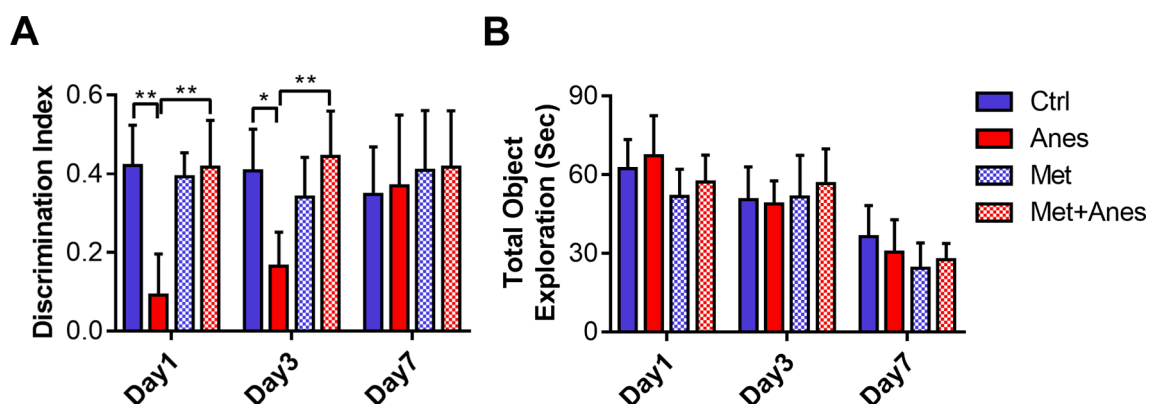 A
Discrimination Index
0.6
0.4
0.2
0.0
** **
* **
Day1
Day3
Day7
B
Total Object
Exploration (Sec)
90
60
30
0
Day1
Day3
Day7
Ctrl
Anes
Met
Met+Anes